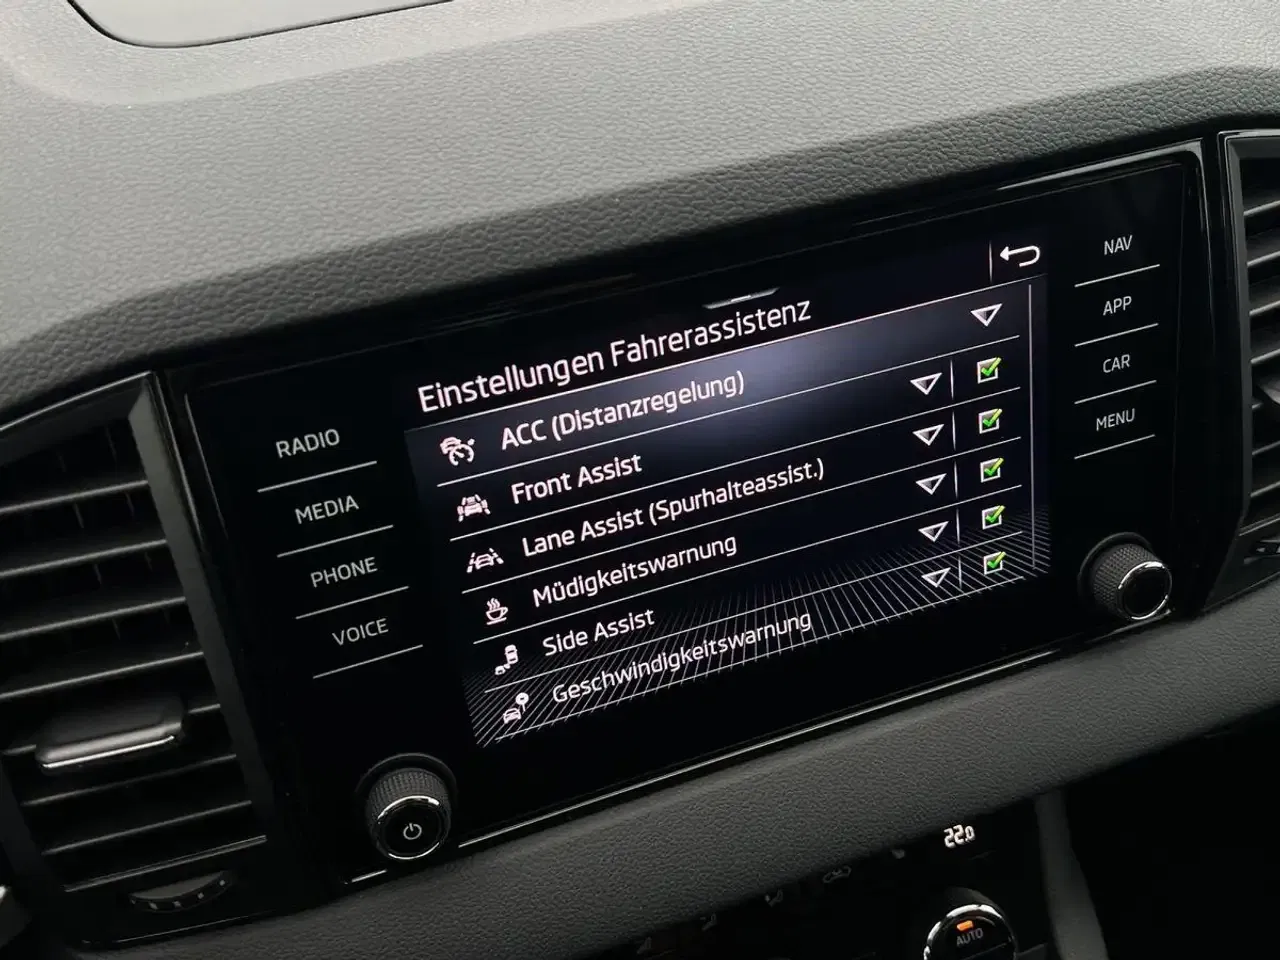 Einstellungen Fahrerassistenz
ACC (Distanzregelung)
Front Assist
Lane Assist (Spurhalteassist.)
Müdigkeitswarnung
Side Assist
Geschwindigkeitswarnung
RADIO
MEDIA
PHONE
VOICE
NAV
APP
CAR
MENU
22.0
AUTO